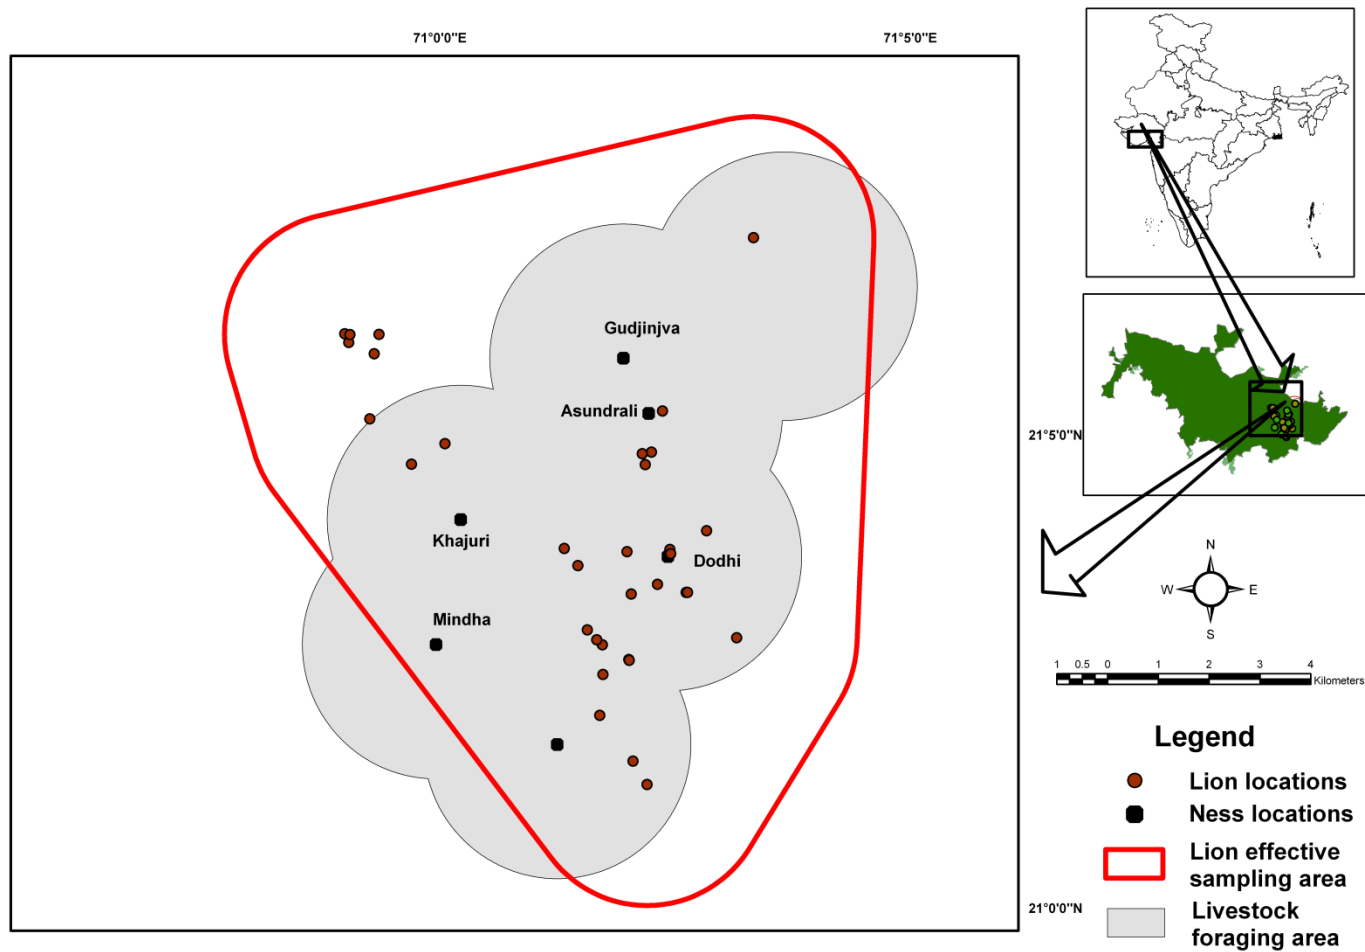 71°0'0"E
71°5'0"E
Gudjinjva
Asundrali
21°5'0"N
Khajuri
Dodhi
Mindha
N
W
E
S
1 0.5 0 1 2 3 4
Kilometers
Legend
Lion locations
Ness locations
Lion effective
sampling area
21°0'0"N
Livestock
foraging area